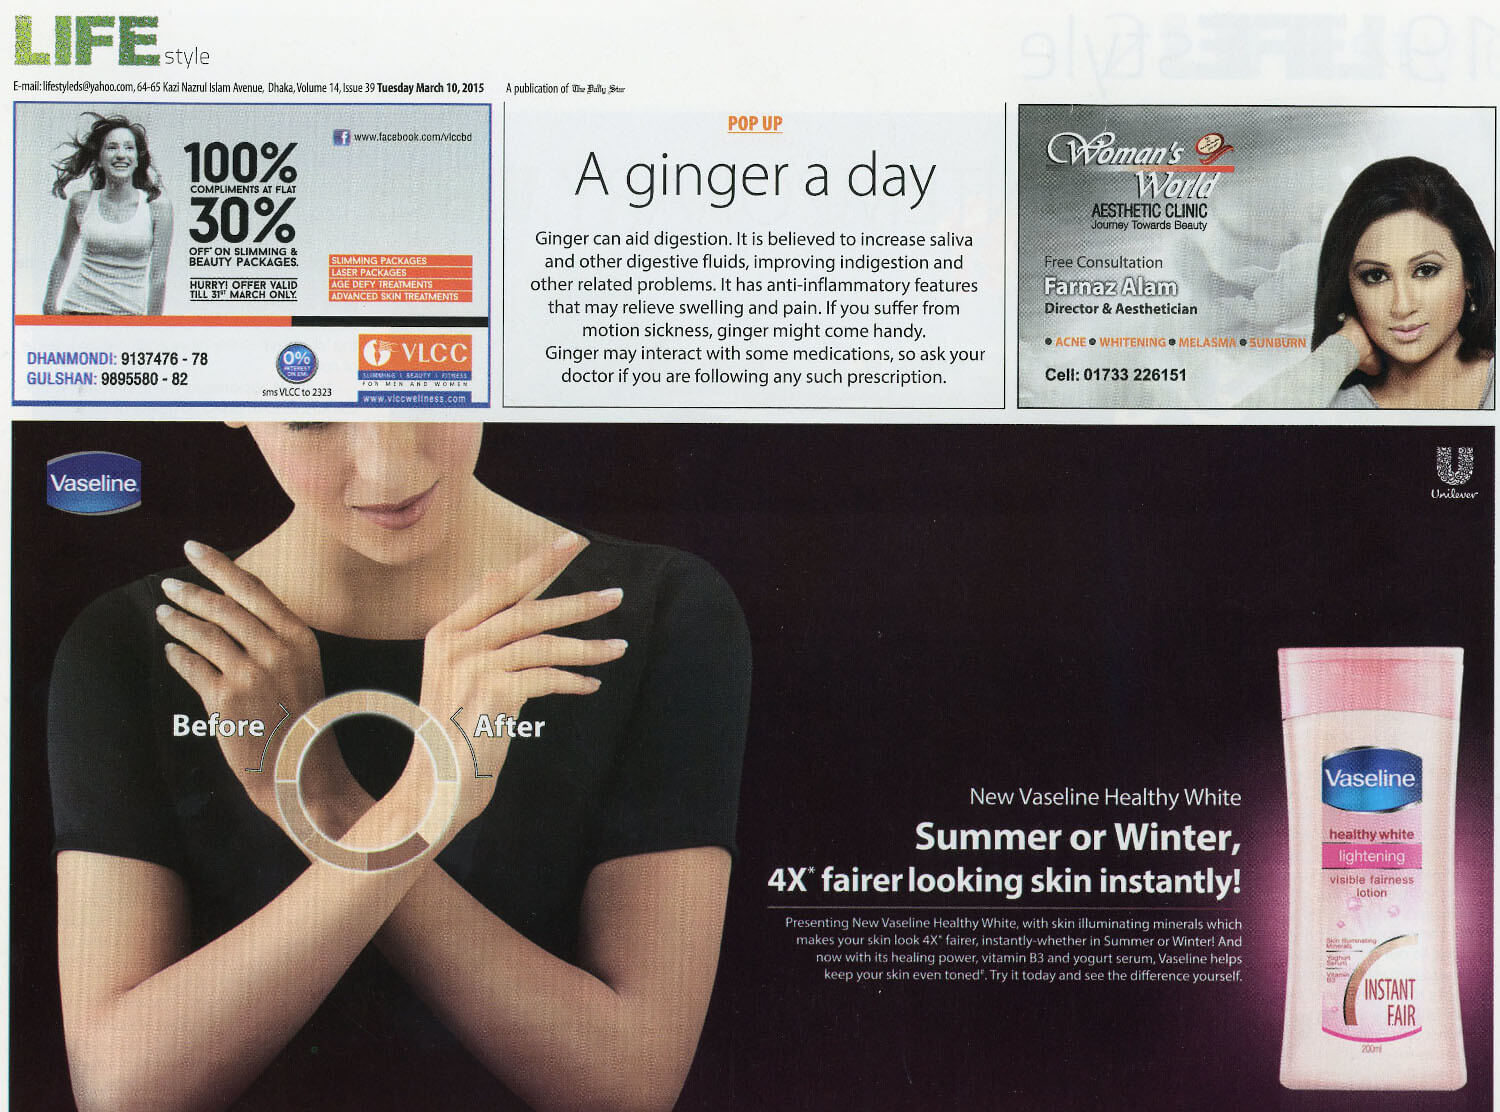 LIFE style
E-mail: lifestyleds@yahoo.com, 64-65 Kazi Nazrul Islam Avenue, Dhaka, Volume 14, Issue 39 Tuesday March 10, 2015
A publication of The Daily Star
www.facebook.com/vlccbd
100%
COMPLIMENTS AT FLAT
30%
OFF* ON SLIMMING &
BEAUTY PACKAGES.
HURRY! OFFER VALID
TILL 31ST MARCH ONLY.
SLIMMING PACKAGES
LASER PACKAGES
AGE DEFY TREATMENTS
ADVANCED SKIN TREATMENTS
DHANMONDI: 9137476 - 78
GULSHAN: 9895580 - 82
0%
INTEREST
ON EMI
sms VLCC to 2323
VLCC
SLIMMING | BEAUTY | FITNESS
FOR MEN AND WOMEN
www.vlccwellness.com
POP UP
A ginger a day
Ginger can aid digestion. It is believed to increase saliva
and other digestive fluids, improving indigestion and
other related problems. It has anti-inflammatory features
that may relieve swelling and pain. If you suffer from
motion sickness, ginger might come handy.
Ginger may interact with some medications, so ask your
doctor if you are following any such prescription.
Woman's
World
AESTHETIC CLINIC
Journey Towards Beauty
Free Consultation
Farnaz Alam
Director & Aesthetician
• ACNE • WHITENING • MELASMA • SUNBURN
Cell: 01733 226151
Vaseline
Unilever
Before
After
New Vaseline Healthy White
Summer or Winter,
4X* fairer looking skin instantly!
Presenting New Vaseline Healthy White, with skin illuminating minerals which
makes your skin look 4X* fairer, instantly-whether in Summer or Winter! And
now with its healing power, vitamin B3 and yogurt serum, Vaseline helps
keep your skin even toned#. Try it today and see the difference yourself.
Vaseline
healthy white
lightening
visible fairness
lotion
Skin Illuminating
Minerals
Yoghurt
Serum
Vitamin
B3
INSTANT
FAIR
200ml